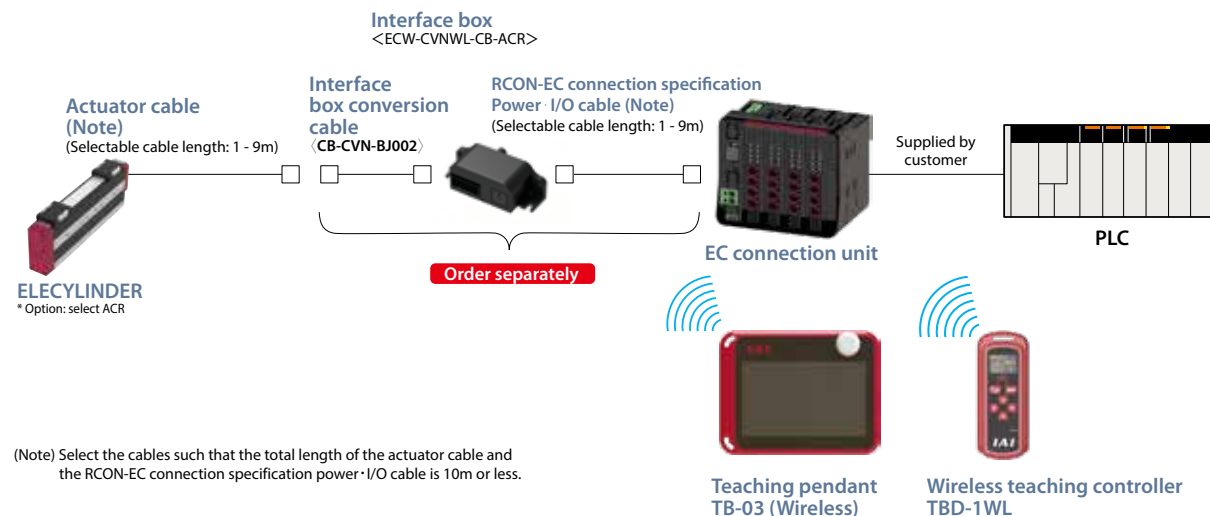 Interface box
<ECW-CVNWL-CB-ACR>
Actuator cable
(Note)
(Selectable cable length: 1 - 9m)
Interface
box conversion
cable
〈CB-CVN-BJ002〉
RCON-EC connection specification
Power · I/O cable (Note)
(Selectable cable length: 1 - 9m)
Supplied by
customer
PLC
EC connection unit
Order separately
ELECYLINDER
* Option: select ACR
IAI
(Note) Select the cables such that the total length of the actuator cable and
the RCON-EC connection specification power・I/O cable is 10m or less.
Teaching pendant
TB-03 (Wireless)
Wireless teaching controller
TBD-1WL